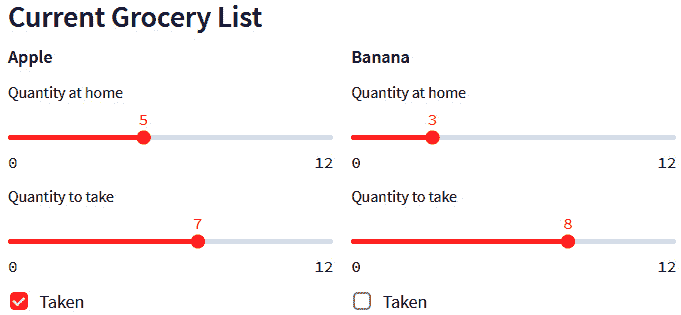 Current Grocery List
Apple
Quantity at home
5
0 12
Quantity to take
7
0 12
Taken
Banana
Quantity at home
3
0 12
Quantity to take
8
0 12
Taken